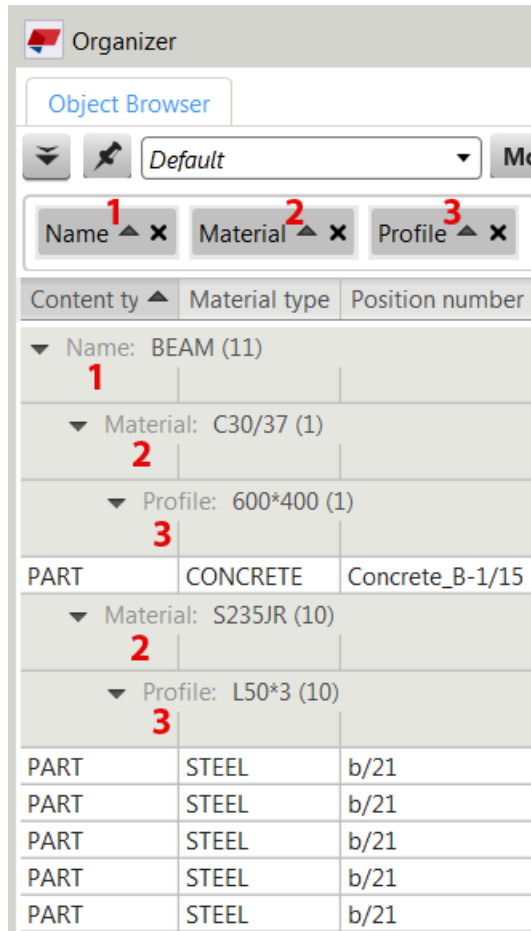 Organizer
Object Browser
Default
1 2 3
Name Material Profile
Content ty Material type Position number
Name: BEAM (11)
1
Material: C30/37 (1)
2
Profile: 600*400 (1)
3
PART CONCRETE Concrete_B-1/15
Material: S235JR (10)
2
Profile: L50*3 (10)
3
PART STEEL b/21
PART STEEL b/21
PART STEEL b/21
PART STEEL b/21
PART STEEL b/21